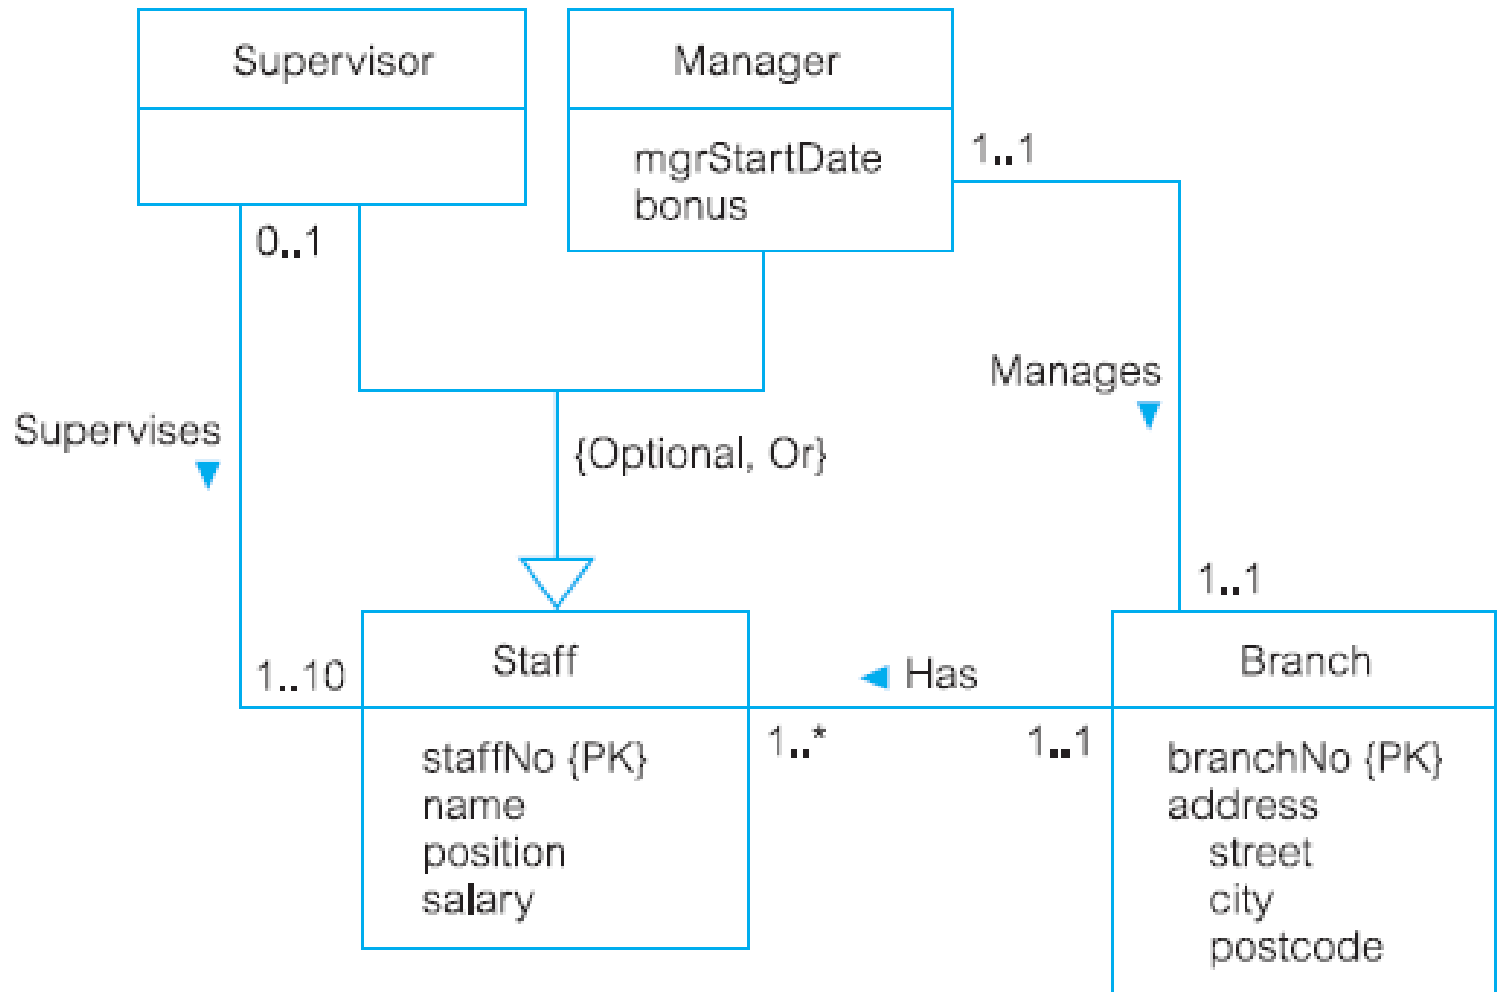 Supervisor
Manager
mgrStartDate
bonus
1..1
0..1
Manages
Supervises
{Optional, Or}
1..1
Staff
1..10
Has
Branch
1..*
1..1
staffNo {PK}
name
position
salary
branchNo {PK}
address
street
city
postcode